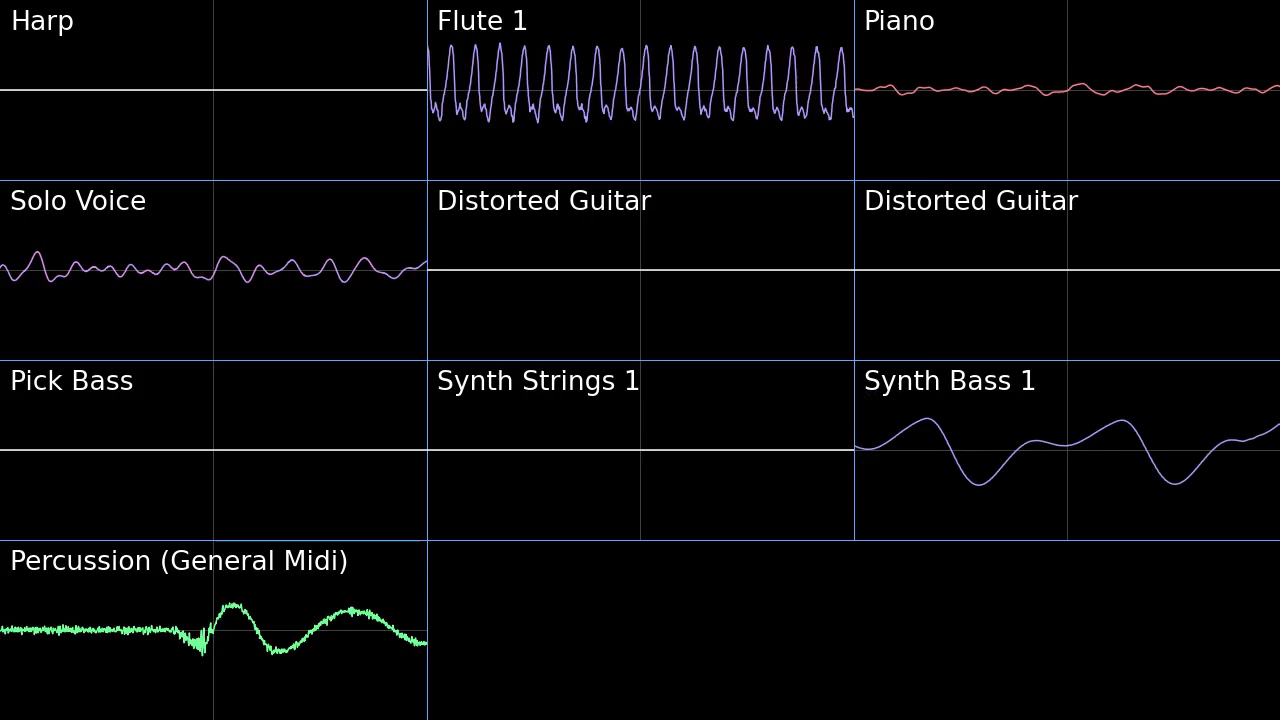 Harp
Flute 1
Piano
Solo Voice
Distorted Guitar
Distorted Guitar
Pick Bass
Synth Strings 1
Synth Bass 1
Percussion (General Midi)